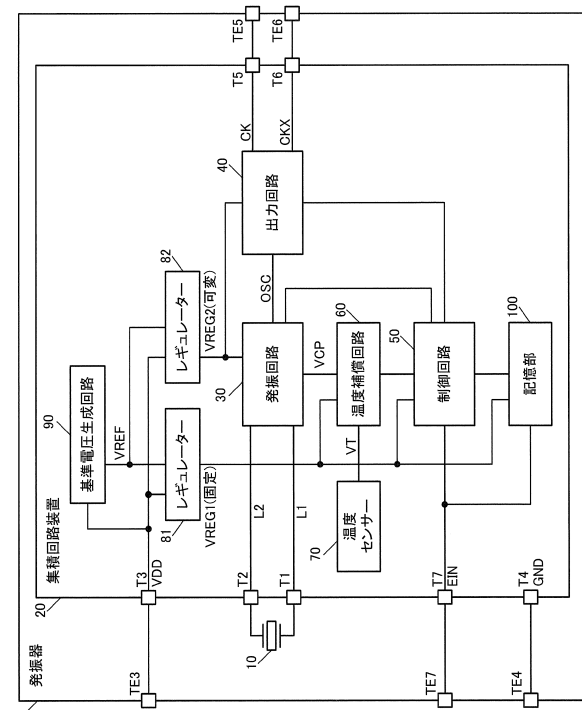 発振器
集積回路装置
20
基準電圧生成回路
90
VREF
レギュレーター
81
VREG1(固定)
レギュレーター
82
VREG2(可変)
TE3
T3
VDD
T2
T1
10
L2
L1
発振回路
30
OSC
出力回路
40
CK
CKX
T5
T6
TE5
TE6
VCP
温度補償回路
60
VT
温度
センサー
70
制御回路
50
記憶部
100
TE7
T7
EIN
TE4
T4
GND